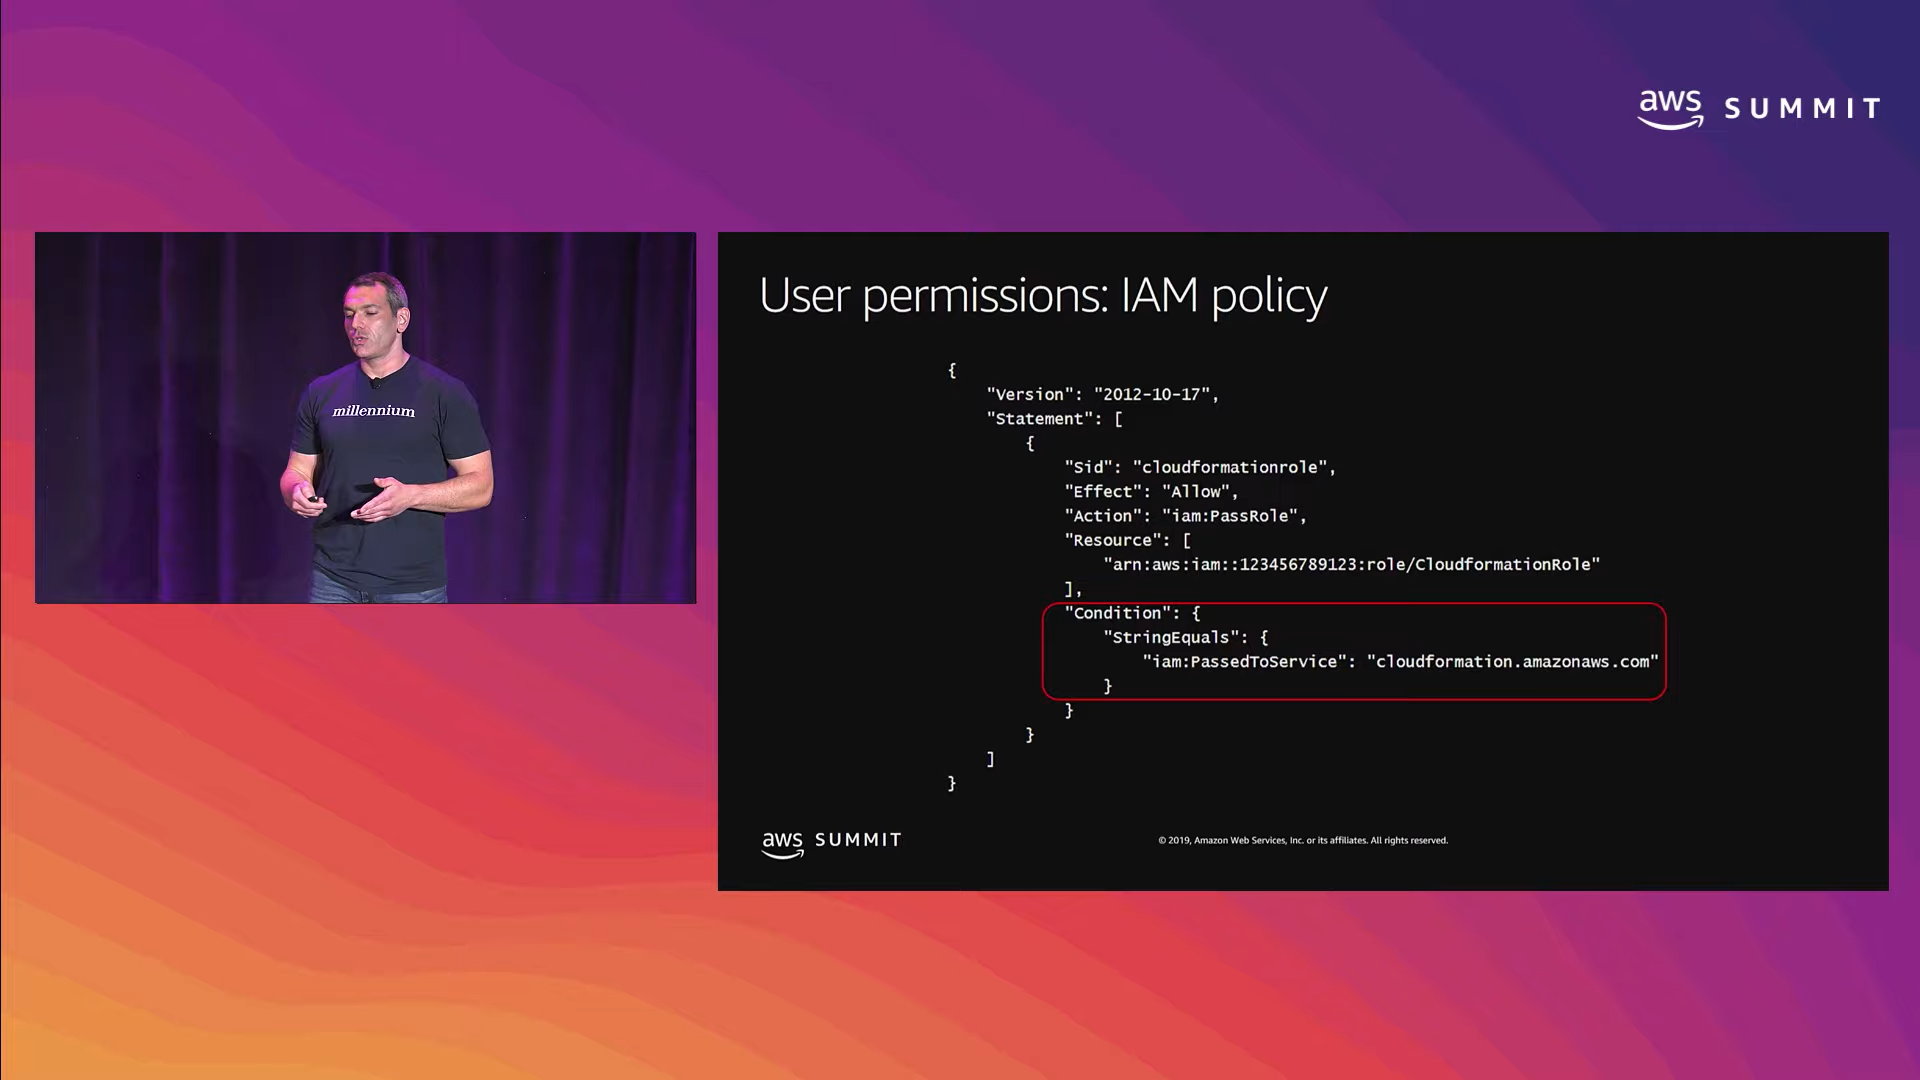 aws SUMMIT
millennium
User permissions: IAM policy
{
"Version": "2012-10-17",
"Statement": [
{
"Sid": "cloudformationrole",
"Effect": "Allow",
"Action": "iam:PassRole",
"Resource": [
"arn:aws:iam::123456789123:role/CloudformationRole"
],
"Condition": {
"StringEquals": {
"iam:PassedToService": "cloudformation.amazonaws.com"
}
}
}
]
}
aws SUMMIT
© 2019, Amazon Web Services, Inc. or its affiliates. All rights reserved.